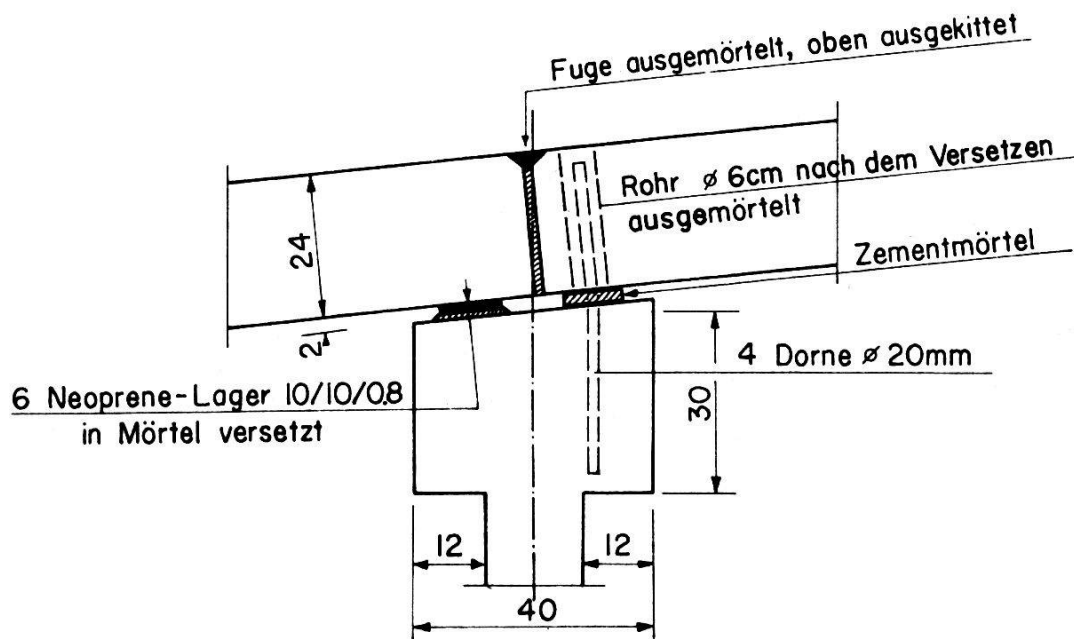 Fuge ausgemörtelt, oben ausgekittet
Rohr ø 6cm nach dem Versetzen
ausgemörtelt
24
Zementmörtel
2
4 Dorne ø 20mm
6 Neoprene-Lager 10/10/0.8
in Mörtel versetzt
30
12
12
40